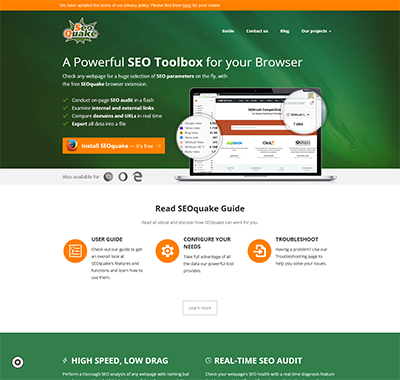 We have updated the terms of our privacy policy. Please find them here for your review
Seo
Quake
Guide Contact us Blog Our projects
A Powerful SEO Toolbox for your Browser
Check any webpage for a huge selection of SEO parameters on the fly, with
the free SEOquake browser extension.
Conduct on-page SEO audit in a flash
Examine internal and external links
Compare domains and URLs in real time
Export all data into a file
Install SEOquake — it's free
Also available for
Read SEOquake Guide
Read all about and discover how SEOquake can work for you.
USER GUIDE
Check out our guide to get
an overall look at
SEOquake's features and
functions and learn how to
use them.
CONFIGURE YOUR
NEEDS
Take full advantage of all
the data our powerful tool
provides.
TROUBLESHOOT
Having a problem? Use our
Troubleshooting page to
help you solve your issues.
Learn more
HIGH SPEED, LOW DRAG
Perform a thorough SEO analysis of any webpage with nothing but
REAL-TIME SEO AUDIT
Check your webpage's SEO health with a real-time diagnosis feature